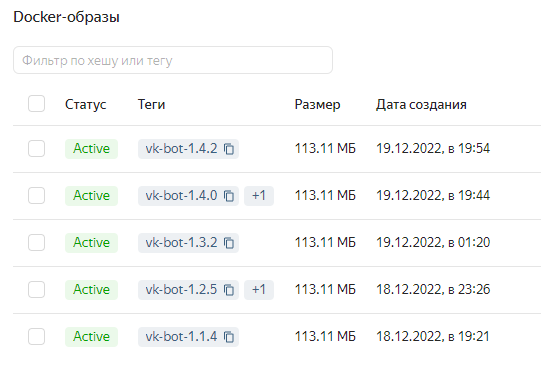 Docker-образы
Фильтр по хешу или тегу
Статус Теги Размер Дата создания
Active vk-bot-1.4.2 113.11 МБ 19.12.2022, в 19:54
Active vk-bot-1.4.0 +1 113.11 МБ 19.12.2022, в 19:44
Active vk-bot-1.3.2 113.11 МБ 19.12.2022, в 01:20
Active vk-bot-1.2.5 +1 113.11 МБ 18.12.2022, в 23:26
Active vk-bot-1.1.4 113.11 МБ 18.12.2022, в 19:21